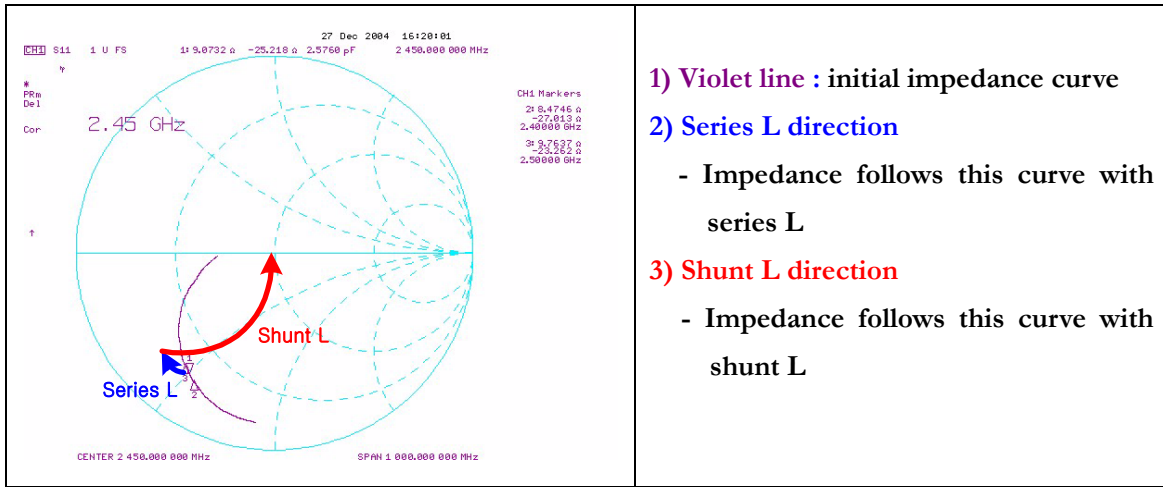 27 Dec 2004 16:20:01
CH1 S11 1 U FS 1: 9.0732 Ω -25.218 Ω 2.5760 pF 2 450.000 000 MHz
*
PRm
Del
Cor
2.45 GHz
CH1 Markers
2: 8.4746 Ω
-27.013 Ω
2.40000 GHz
3: 9.7637 Ω
-23.262 Ω
2.50000 GHz
↑
Shunt L
1
3
2
Series L
CENTER 2 450.000 000 MHz SPAN 1 000.000 000 MHz
1) Violet line : initial impedance curve
2) Series L direction
- Impedance follows this curve with
series L
3) Shunt L direction
- Impedance follows this curve with
shunt L